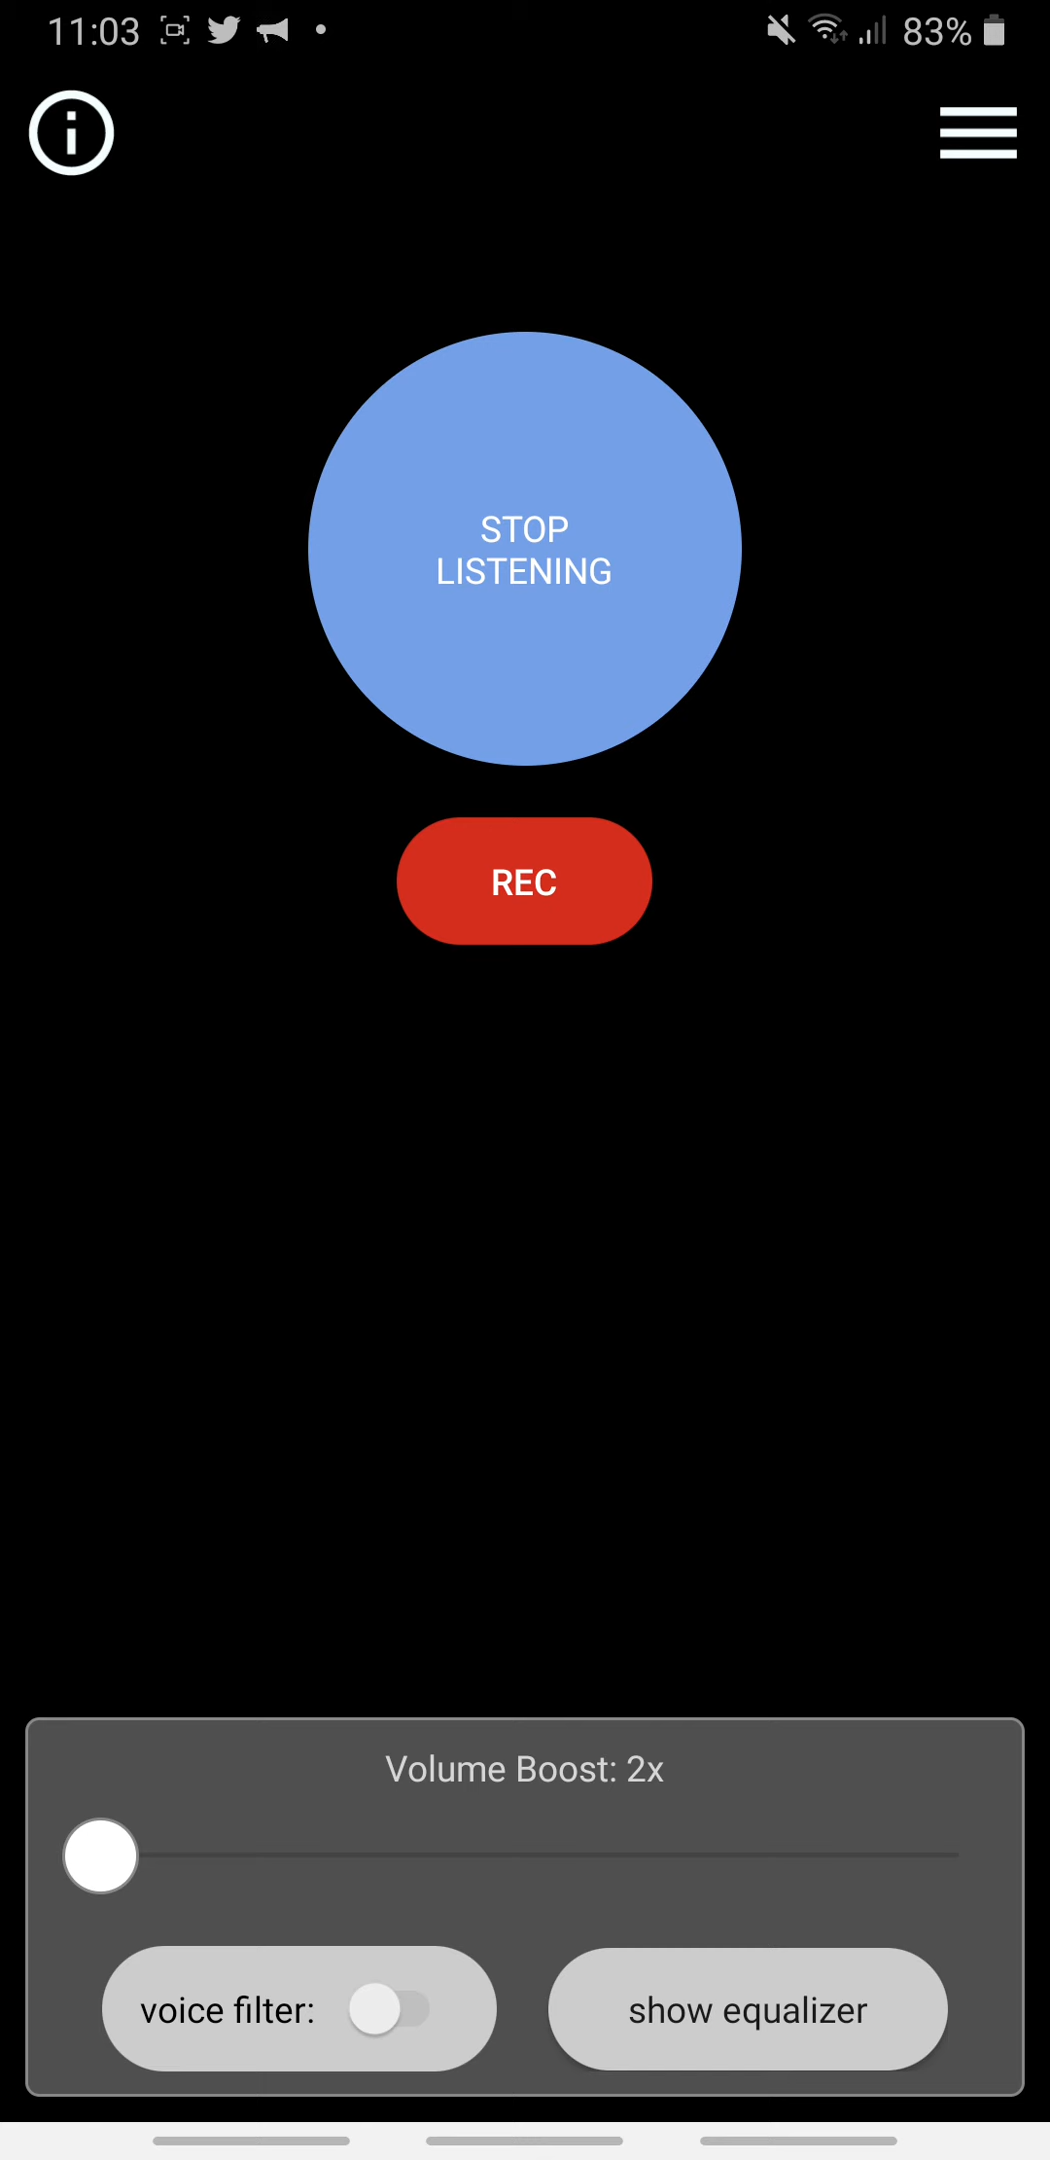 11:03 83%
STOP
LISTENING
REC
Volume Boost: 2x
voice filter: show equalizer